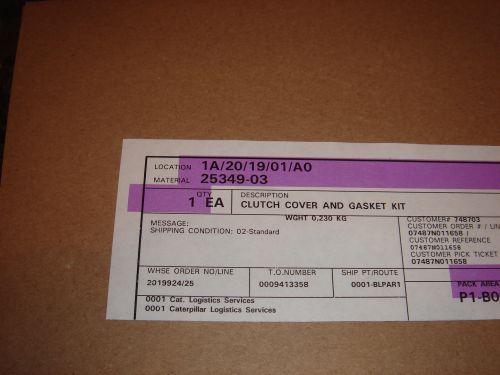 LOCATION 1A/20/19/01/A0
MATERIAL 25349-03
QTY DESCRIPTION
1 EA CLUTCH COVER AND GASKET KIT
WGHT 0,230 KG
MESSAGE:
SHIPPING CONDITION: 02-Standard
CUSTOMER# 748703
CUSTOMER ORDER # / LIN
07487N011658 /
CUSTOMER REFERENCE
07487N011658
CUSTOMER PICK TICKET
07487N011658
WHSE ORDER NO/LINE T.O.NUMBER SHIP PT/ROUTE
2019924/25 0009413358 0001-BLPAR1
PACK AREA
P1-B0
0001 Cat. Logistics Services
0001 Caterpillar Logistics Services